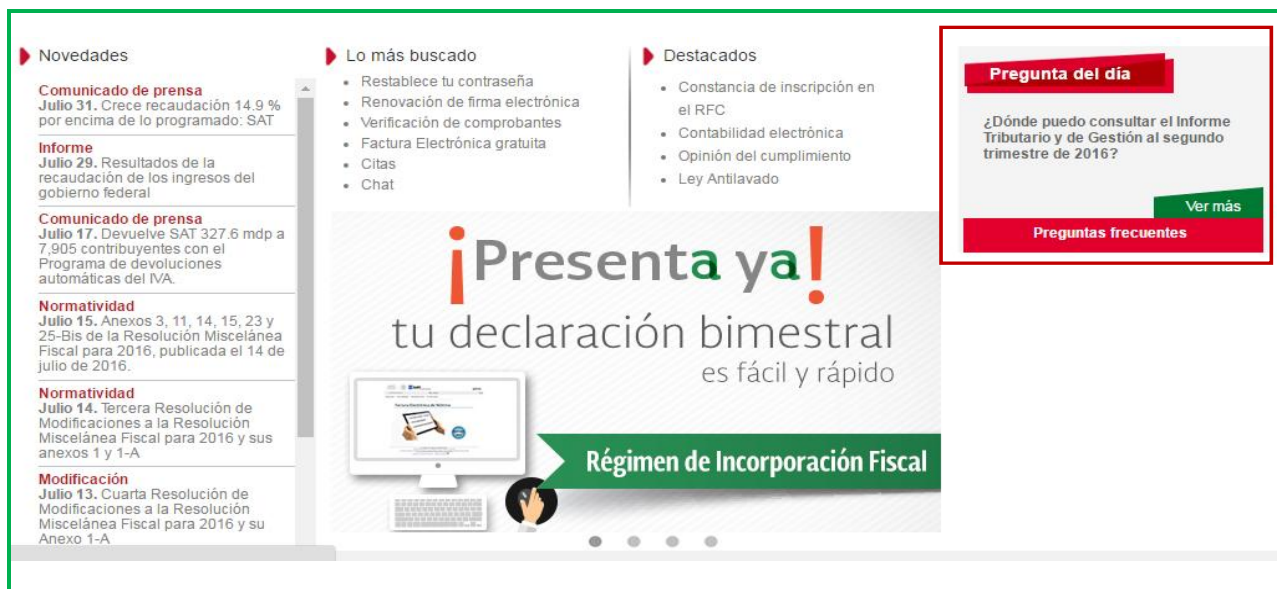 Novedades
Comunicado de prensa
Julio 31. Crece recaudación 14.9 %
por encima de lo programado: SAT
Informe
Julio 29. Resultados de la
recaudación de los ingresos del
gobierno federal
Comunicado de prensa
Julio 17. Devuelve SAT 327.6 mdp a
7,905 contribuyentes con el
Programa de devoluciones
automáticas del IVA.
Normatividad
Julio 15. Anexos 3, 11, 14, 15, 23 y
25-Bis de la Resolución Miscelánea
Fiscal para 2016, publicada el 14 de
julio de 2016.
Normatividad
Julio 14. Tercera Resolución de
Modificaciones a la Resolución
Miscelánea Fiscal para 2016 y sus
anexos 1 y 1-A
Modificación
Julio 13. Cuarta Resolución de
Modificaciones a la Resolución
Miscelánea Fiscal para 2016 y su
Anexo 1-A
Lo más buscado
Restablece tu contraseña
Renovación de firma electrónica
Verificación de comprobantes
Factura Electrónica gratuita
Citas
Chat
Destacados
Constancia de inscripción en
el RFC
Contabilidad electrónica
Opinión del cumplimiento
Ley Antilavado
¡Presenta ya!
tu declaración bimestral
es fácil y rápido
Régimen de Incorporación Fiscal
Pregunta del día
¿Dónde puedo consultar el Informe
Tributario y de Gestión al segundo
trimestre de 2016?
Ver más
Preguntas frecuentes